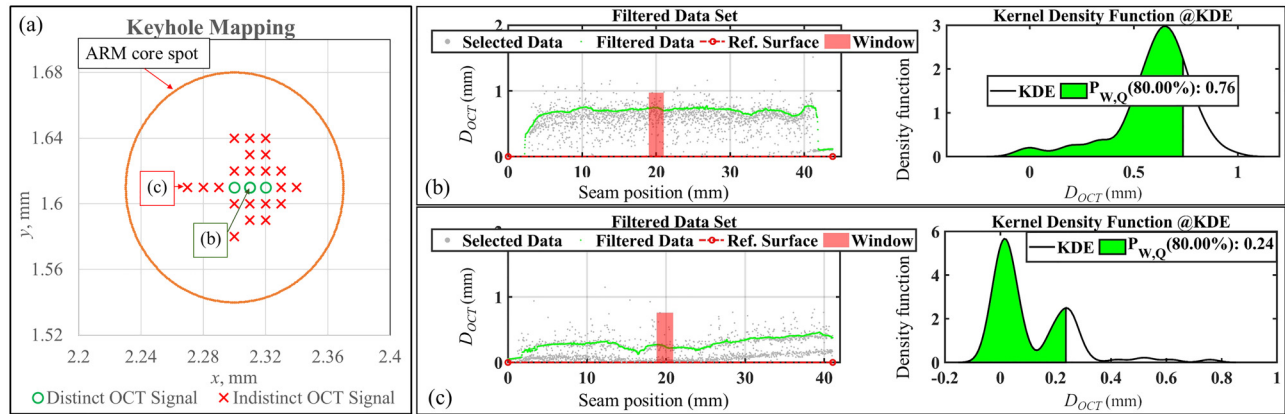 (a)
Keyhole Mapping
ARM core spot
1.68
1.64
1.6
1.56
1.52
y, mm
(c)
(b)
2.2 2.24 2.28 2.32 2.36 2.4
x, mm
Distinct OCT Signal Indistinct OCT Signal
Filtered Data Set
Selected Data Filtered Data Ref. Surface Window
D_OCT (mm)
2
1
0
0 10 20 30 40
Seam position (mm)
(b)
Kernel Density Function @KDE
KDE P_W,Q (80.00%): 0.76
Density function
3
2
1
0
0 0.5 1
D_OCT (mm)
Filtered Data Set
Selected Data Filtered Data Ref. Surface Window
D_OCT (mm)
1
0
0 10 20 30 40
Seam position (mm)
(c)
Kernel Density Function @KDE
KDE P_W,Q (80.00%): 0.24
Density function
6
4
2
0
-0.2 0 0.2 0.4 0.6 0.8 1
D_OCT (mm)